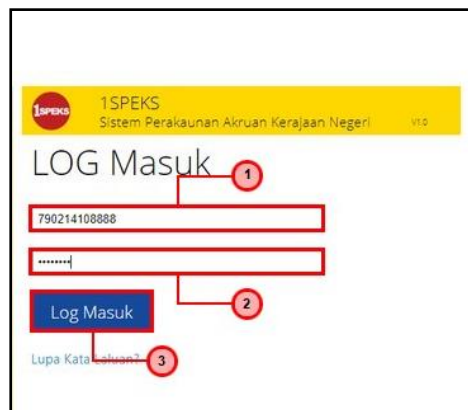 1SPEKS
1SPEKS
Sistem Perakaunan Akruan Kerajaan Negeri V1.0
LOG Masuk
1
790214108888
••••••••
2
Log Masuk
Lupa Kata Laluan?
3